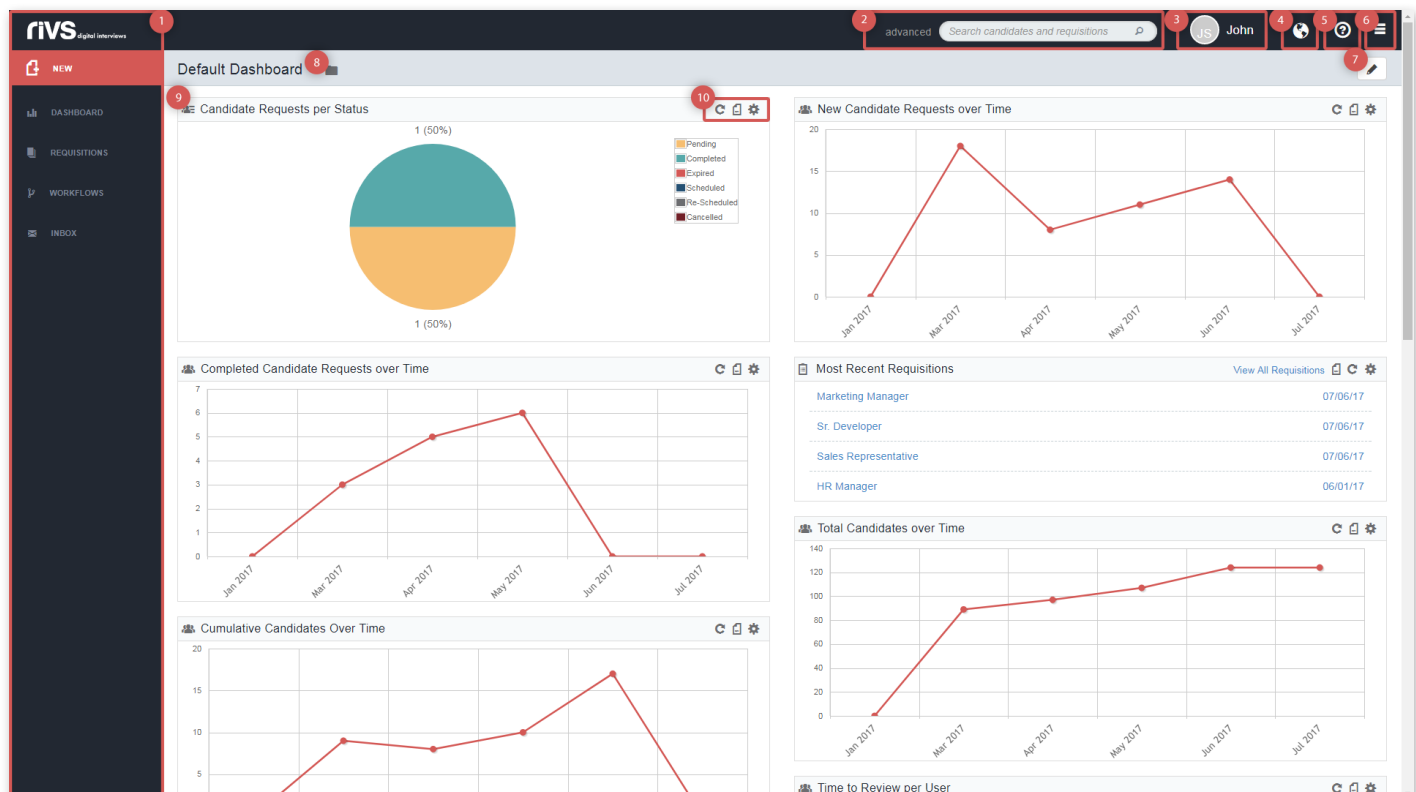 rivs digital interviews
1
2
advanced
Search candidates and requisitions
3
JS
John
4
5
6
NEW
Default Dashboard
8
7
DASHBOARD
REQUISITIONS
WORKFLOWS
INBOX
9
Candidate Requests per Status
10
1 (50%)
Pending
Completed
Expired
Scheduled
Re-Scheduled
Cancelled
1 (50%)
New Candidate Requests over Time
20
15
10
5
0
Jan 2017
Mar 2017
Apr 2017
May 2017
Jun 2017
Jul 2017
Completed Candidate Requests over Time
7
6
5
4
3
2
1
0
Jan 2017
Mar 2017
Apr 2017
May 2017
Jun 2017
Jul 2017
Most Recent Requisitions
View All Requisitions
Marketing Manager 07/06/17
Sr. Developer 07/06/17
Sales Representative 07/06/17
HR Manager 06/01/17
Total Candidates over Time
140
120
100
80
60
40
20
0
Jan 2017
Mar 2017
Apr 2017
May 2017
Jun 2017
Jul 2017
Cumulative Candidates Over Time
20
15
10
5
Time to Review per User